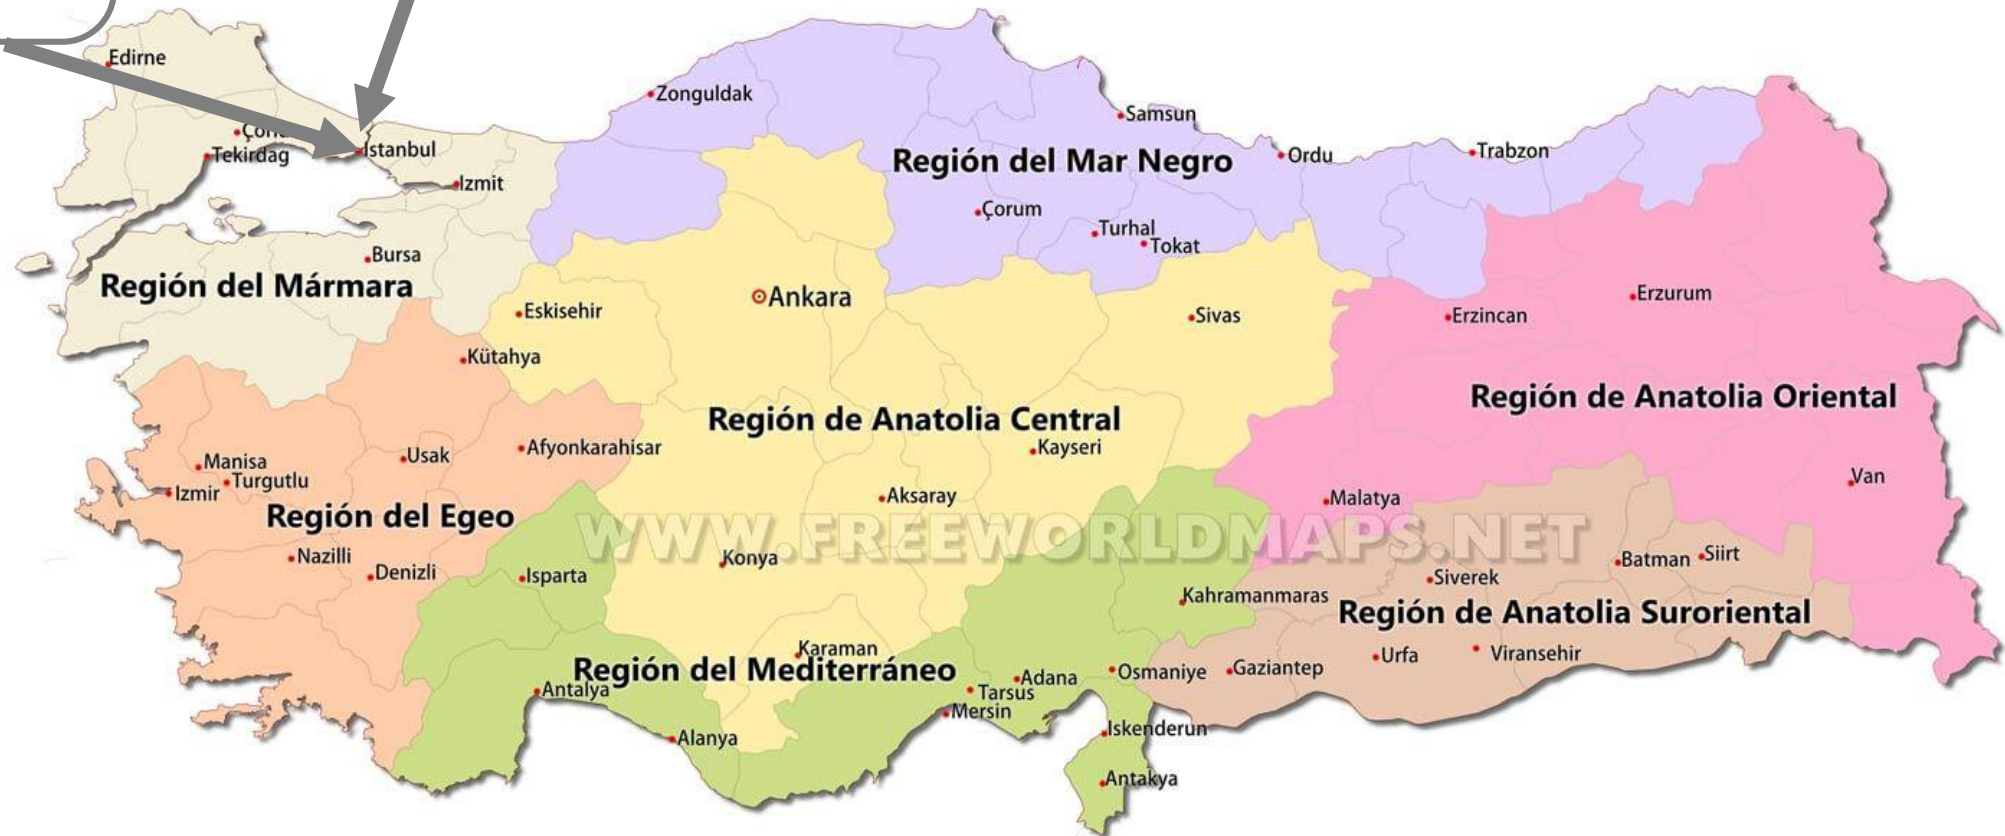 Edirne
Zonguldak
Samsun
Istanbul
Tekirdag
Izmit
Ordu
Trabzon
Región del Mar Negro
Çorum
Turhal
Tokat
Bursa
Región del Mármara
Ankara
Eskisehir
Sivas
Erzincan
Erzurum
Kütahya
Región de Anatolia Oriental
Región de Anatolia Central
Kayseri
Afyonkarahisar
Usak
Manisa
Turgutlu
Izmir
Van
Aksaray
Malatya
Región del Egeo
WWW.FREEWORLDMAPS.NET
Nazilli
Denizli
Isparta
Konya
Batman
Siirt
Siverek
Kahramanmaras
Región de Anatolia Suroriental
Karaman
Región del Mediterráneo
Urfa
Viransehir
Gaziantep
Osmaniye
Adana
Tarsus
Mersin
Antalya
Alanya
Iskenderun
Antakya